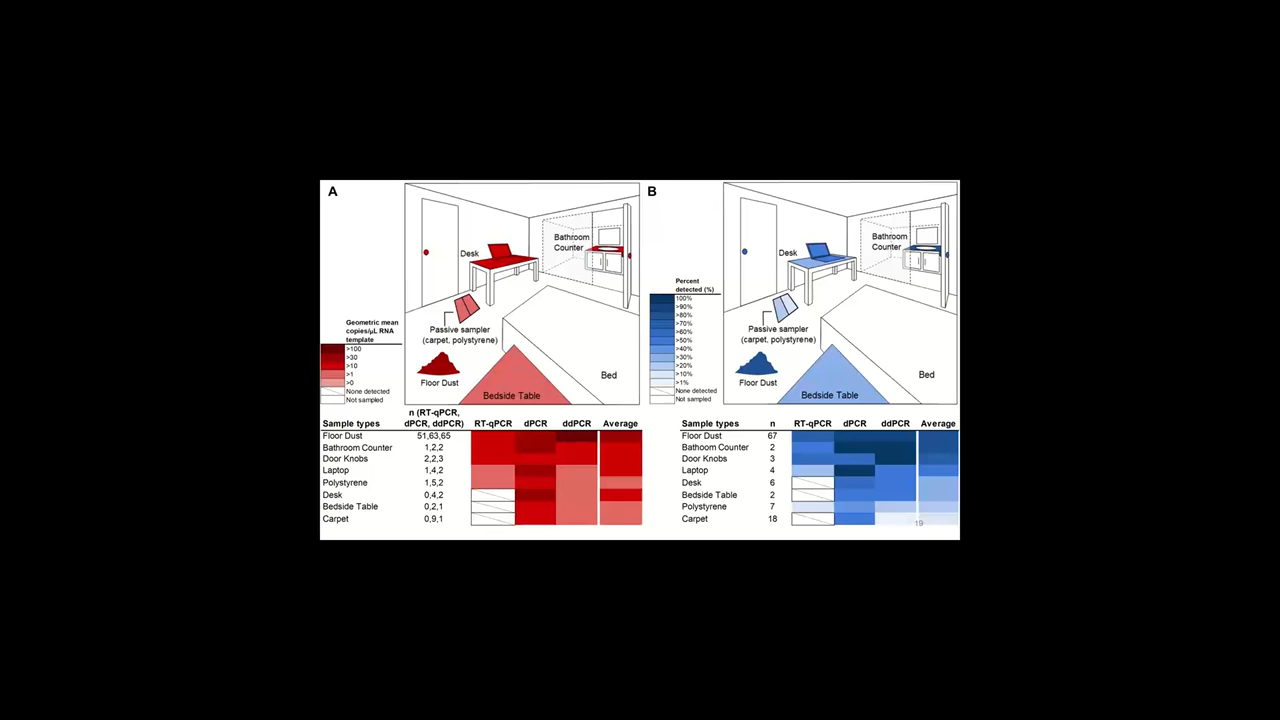 A
Desk
Bathroom
Counter
Passive sampler
(carpet, polystyrene)
Floor Dust
Bedside Table
Bed
Geometric mean
copies/µL RNA
template
>100
>30
>10
>1
>0
None detected
Not sampled
n (RT-qPCR,
Sample types dPCR, ddPCR) RT-qPCR dPCR ddPCR Average
Floor Dust 51,63,65
Bathroom Counter 1,2,2
Door Knobs 2,2,3
Laptop 1,4,2
Polystyrene 1,5,2
Desk 0,4,2
Bedside Table 0,2,1
Carpet 0,9,1
B
Desk
Bathroom
Counter
Passive sampler
(carpet, polystyrene)
Floor Dust
Bedside Table
Bed
Percent
detected (%)
100%
>90%
>80%
>70%
>60%
>50%
>40%
>30%
>20%
>10%
>1%
None detected
Not sampled
Sample types n RT-qPCR dPCR ddPCR Average
Floor Dust 67
Bathoom Counter 2
Door Knobs 3
Laptop 4
Desk 6
Bedside Table 2
Polystyrene 7
Carpet 18
19